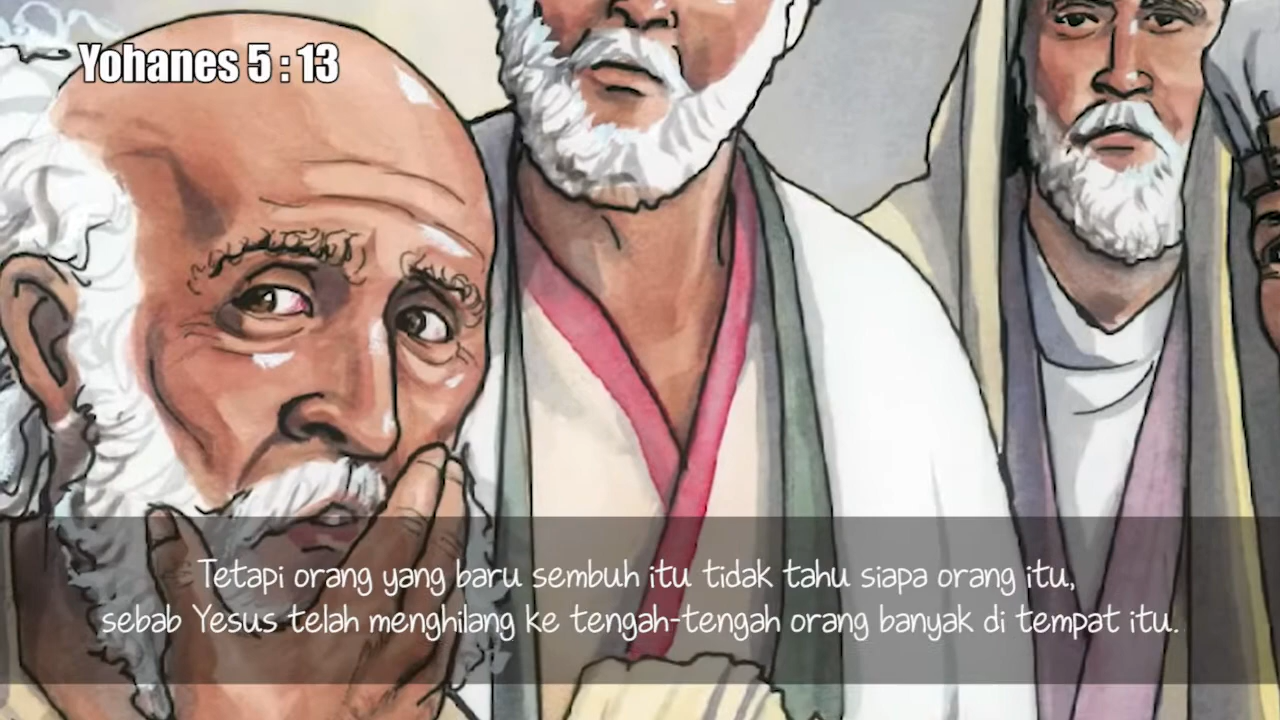 Yohanes 5 : 13
Tetapi orang yang baru sembuh itu tidak tahu siapa orang itu,
sebab Yesus telah menghilang ke tengah-tengah orang banyak di tempat itu.